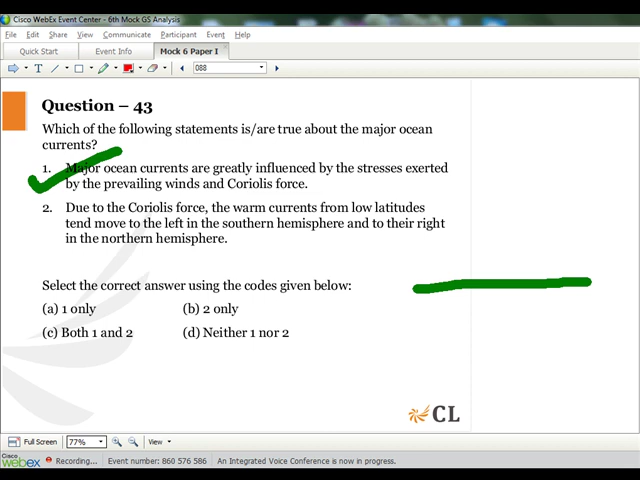 Cisco WebEx Event Center - 6th Mock GS Analysis
File Edit Share View Communicate Participant Event Help
Quick Start Event Info Mock 6 Paper I
T 088
Question – 43
Which of the following statements is/are true about the major ocean
currents?
1. Major ocean currents are greatly influenced by the stresses exerted
by the prevailing winds and Coriolis force.
2. Due to the Coriolis force, the warm currents from low latitudes
tend move to the left in the southern hemisphere and to their right
in the northern hemisphere.
Select the correct answer using the codes given below:
(a) 1 only (b) 2 only
(c) Both 1 and 2 (d) Neither 1 nor 2
CL
Full Screen 77% View
Cisco webex Recording... Event number: 860 576 586 An Integrated Voice Conference is now in progress.